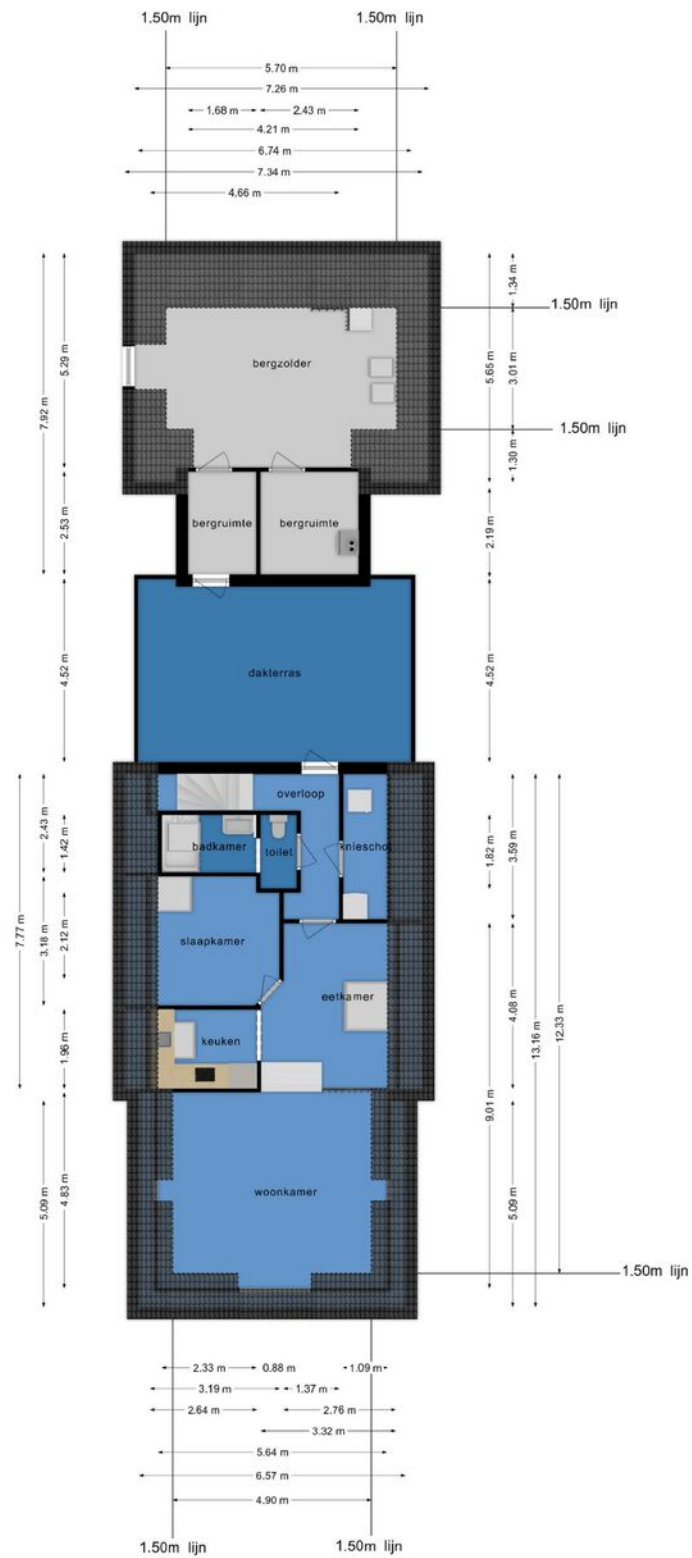 1.50m lijn
1.50m lijn
5.70 m
7.26 m
1.68 m
2.43 m
4.21 m
6.74 m
7.34 m
4.66 m
1.34 m
1.50m lijn
5.29 m
5.65 m
3.01 m
bergzolder
7.92 m
1.50m lijn
1.30 m
2.53 m
bergruimte
bergruimte
2.19 m
4.52 m
dakterras
4.52 m
overloop
2.43 m
1.42 m
badkamer
toilet
knieschot
1.82 m
3.59 m
7.77 m
3.18 m
2.12 m
slaapkamer
eetkamer
4.08 m
13.16 m
12.33 m
1.96 m
keuken
9.01 m
5.09 m
4.83 m
woonkamer
5.09 m
1.50m lijn
2.33 m
0.88 m
1.09 m
3.19 m
1.37 m
2.64 m
2.76 m
3.32 m
5.64 m
6.57 m
4.90 m
1.50m lijn
1.50m lijn